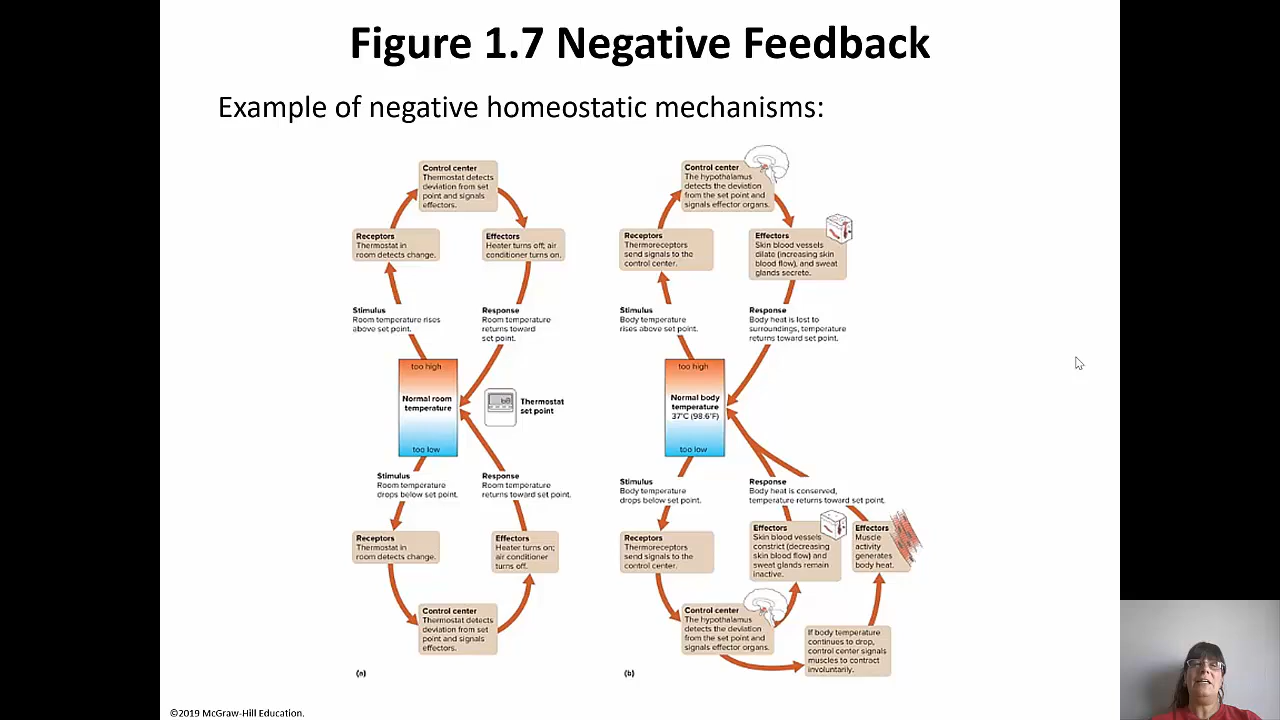 Figure 1.7 Negative Feedback
Example of negative homeostatic mechanisms:
Control center
Thermostat detects
deviation from set
point and signals
effectors.
Receptors
Thermostat in
room detects change.
Effectors
Heater turns off; air
conditioner turns on.
Stimulus
Room temperature rises
above set point.
Response
Room temperature
returns toward
set point.
too high
Normal room
temperature
too low
Thermostat
set point
Stimulus
Room temperature
drops below set point.
Response
Room temperature
returns toward set point.
Receptors
Thermostat in
room detects change.
Effectors
Heater turns on;
air conditioner
turns off.
Control center
Thermostat detects
deviation from set
point and signals
effectors.
(a)
Control center
The hypothalamus
detects the deviation
from the set point and
signals effector organs.
Receptors
Thermoreceptors
send signals to the
control center.
Effectors
Skin blood vessels
dilate (increasing skin
blood flow), and sweat
glands secrete.
Stimulus
Body temperature
rises above set point.
Response
Body heat is lost to
surroundings, temperature
returns toward set point.
too high
Normal body
temperature
37°C (98.6°F)
too low
Stimulus
Body temperature
drops below set point.
Response
Body heat is conserved,
temperature returns toward set point.
Receptors
Thermoreceptors
send signals to the
control center.
Effectors
Skin blood vessels
constrict (decreasing
skin blood flow) and
sweat glands remain
inactive.
Effectors
Muscle
activity
generates
body heat.
Control center
The hypothalamus
detects the deviation
from the set point and
signals effector organs.
If body temperature
continues to drop,
control center signals
muscles to contract
involuntarily.
(b)
©2019 McGraw-Hill Education.